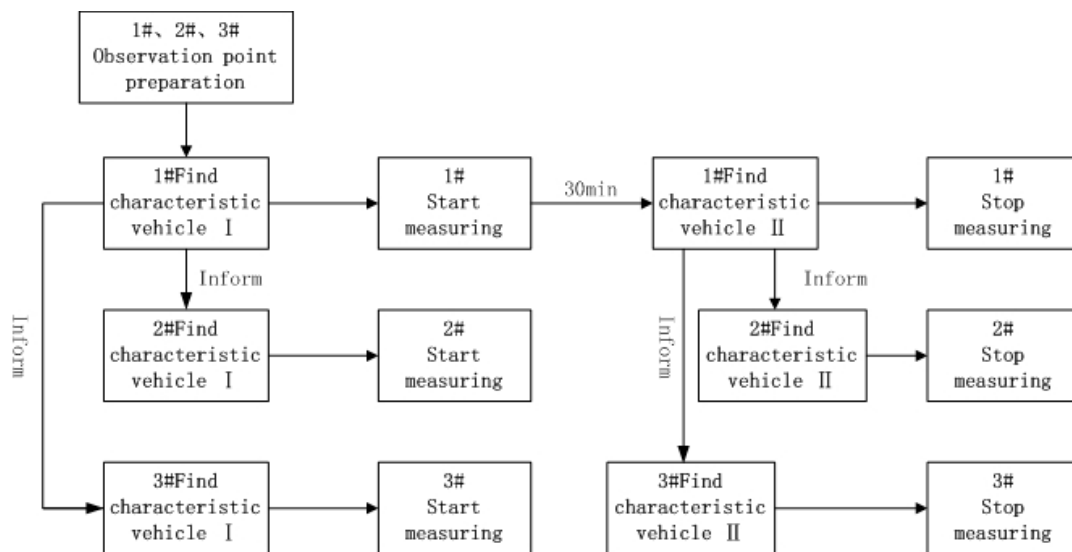 1#、2#、3#
Observation point
preparation
1#Find
characteristic
vehicle Ⅰ
1#
Start
measuring
30min
1#Find
characteristic
vehicle Ⅱ
1#
Stop
measuring
Inform
Inform
Inform
Inform
2#Find
characteristic
vehicle Ⅰ
2#
Start
measuring
2#Find
characteristic
vehicle Ⅱ
2#
Stop
measuring
3#Find
characteristic
vehicle Ⅰ
3#
Start
measuring
3#Find
characteristic
vehicle Ⅱ
3#
Stop
measuring